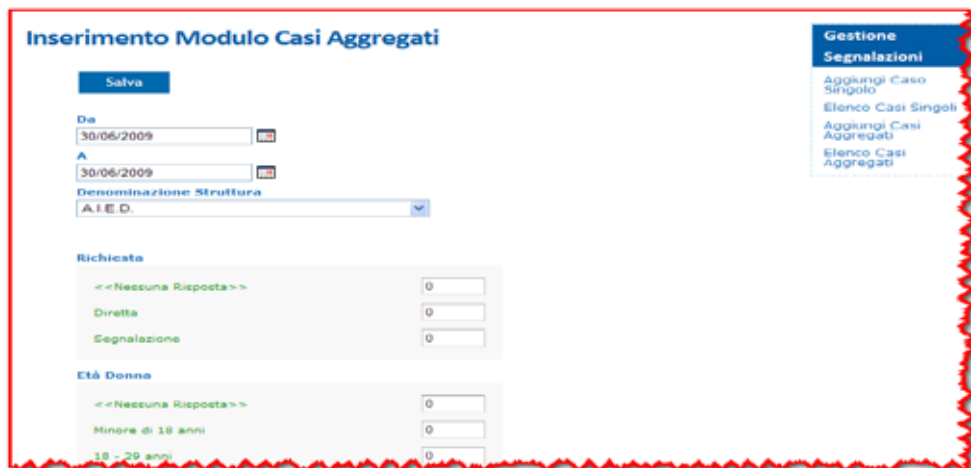 Inserimento Modulo Casi Aggregati
Salva
Da
30/06/2009
A
30/06/2009
Denominazione Struttura
A.I.E.D.
Richiesta
<<Nessuna Risposta>> 0
Diretta 0
Segnalazione 0
Età Donna
<<Nessuna Risposta>> 0
Minore di 18 anni 0
18 - 29 anni 0
Gestione
Segnalazioni
Aggiungi Caso
Singolo
Elenco Casi Singoli
Aggiungi Casi
Aggregati
Elenco Casi
Aggregati